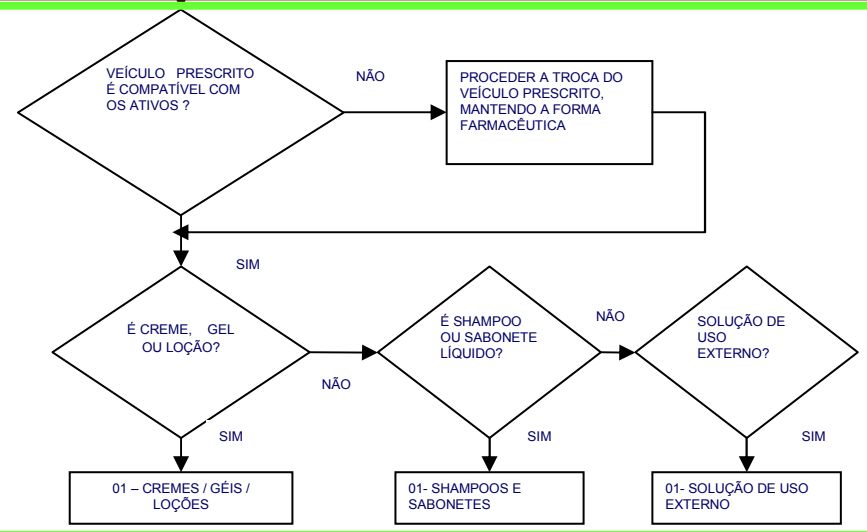 VEÍCULO PRESCRITO
É COMPATÍVEL COM
OS ATIVOS ?
NÃO
PROCEDER A TROCA DO
VEÍCULO PRESCRITO,
MANTENDO A FORMA
FARMACÊUTICA
SIM
É CREME, GEL
OU LOÇÃO?
NÃO
É SHAMPOO
OU SABONETE
LÍQUIDO?
NÃO
SOLUÇÃO DE
USO
EXTERNO?
SIM
SIM
SIM
01 – CREMES / GÉIS /
LOÇÕES
01- SHAMPOOS E
SABONETES
01- SOLUÇÃO DE USO
EXTERNO